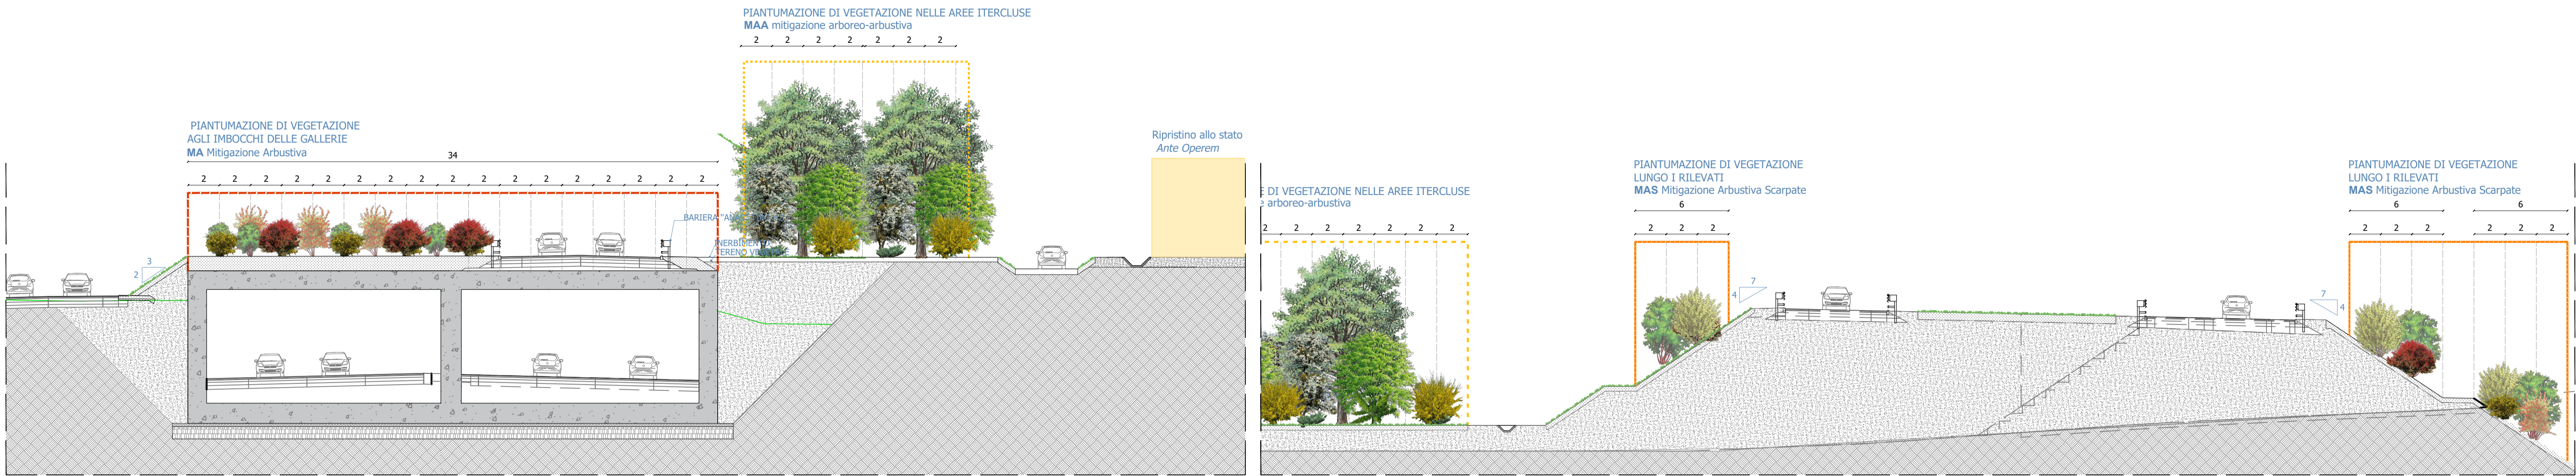 PIANTUMAZIONE DI VEGETAZIONE NELLE AREE ITERCLUSE
MAA mitigazione arboreo-arbustiva
2 2 2 2 2 2 2
PIANTUMAZIONE DI VEGETAZIONE
AGLI IMBOCCHI DELLE GALLERIE
MA Mitigazione Arbustiva
34
2 2 2 2 2 2 2 2 2 2 2 2 2 2 2 2 2
3
2
BARIERA
INERBIMENTO
TERENO VEGETALE
Ripristino allo stato
Ante Operem
E DI VEGETAZIONE NELLE AREE ITERCLUSE
e arboreo-arbustiva
2 2 2 2 2 2 2
PIANTUMAZIONE DI VEGETAZIONE
LUNGO I RILEVATI
MAS Mitigazione Arbustiva Scarpate
6
2 2 2
7
4
PIANTUMAZIONE DI VEGETAZIONE
LUNGO I RILEVATI
MAS Mitigazione Arbustiva Scarpate
6 6
2 2 2 2 2 2
7
4